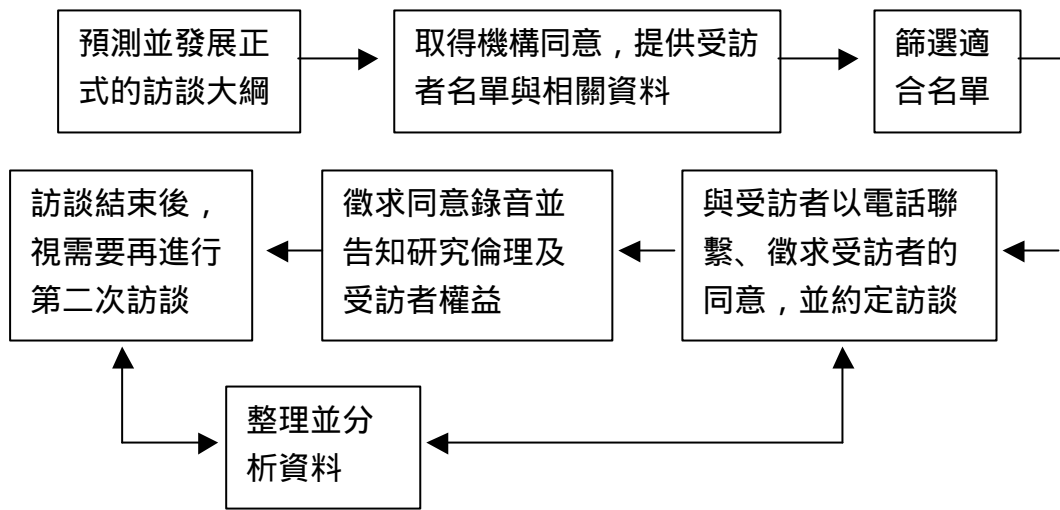 預測並發展正
式的訪談大綱
取得機構同意，提供受訪
者名單與相關資料
篩選適
合名單
與受訪者以電話聯
繫、徵求受訪者的
同意，並約定訪談
徵求同意錄音並
告知研究倫理及
受訪者權益
訪談結束後，
視需要再進行
第二次訪談
整理並分
析資料